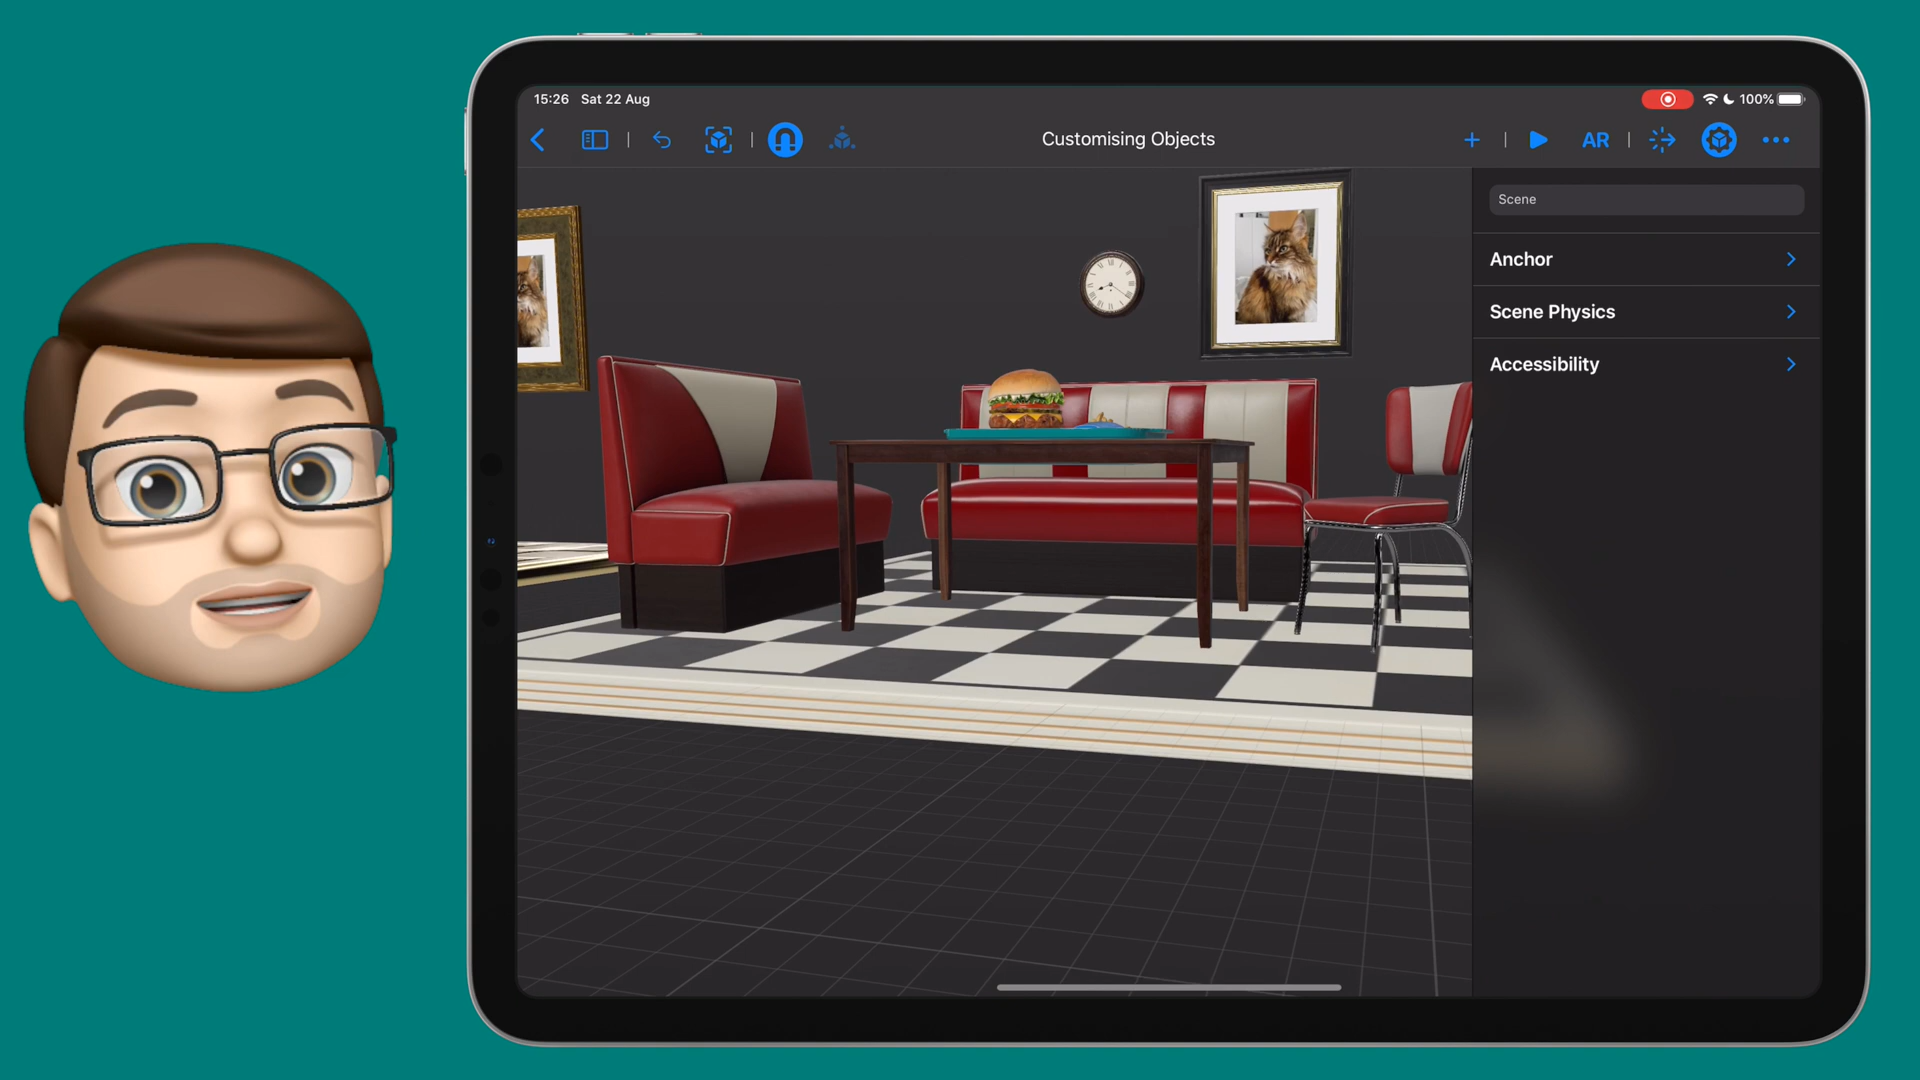 15:26 Sat 22 Aug
100%
Customising Objects
AR
Scene
Anchor
Scene Physics
Accessibility